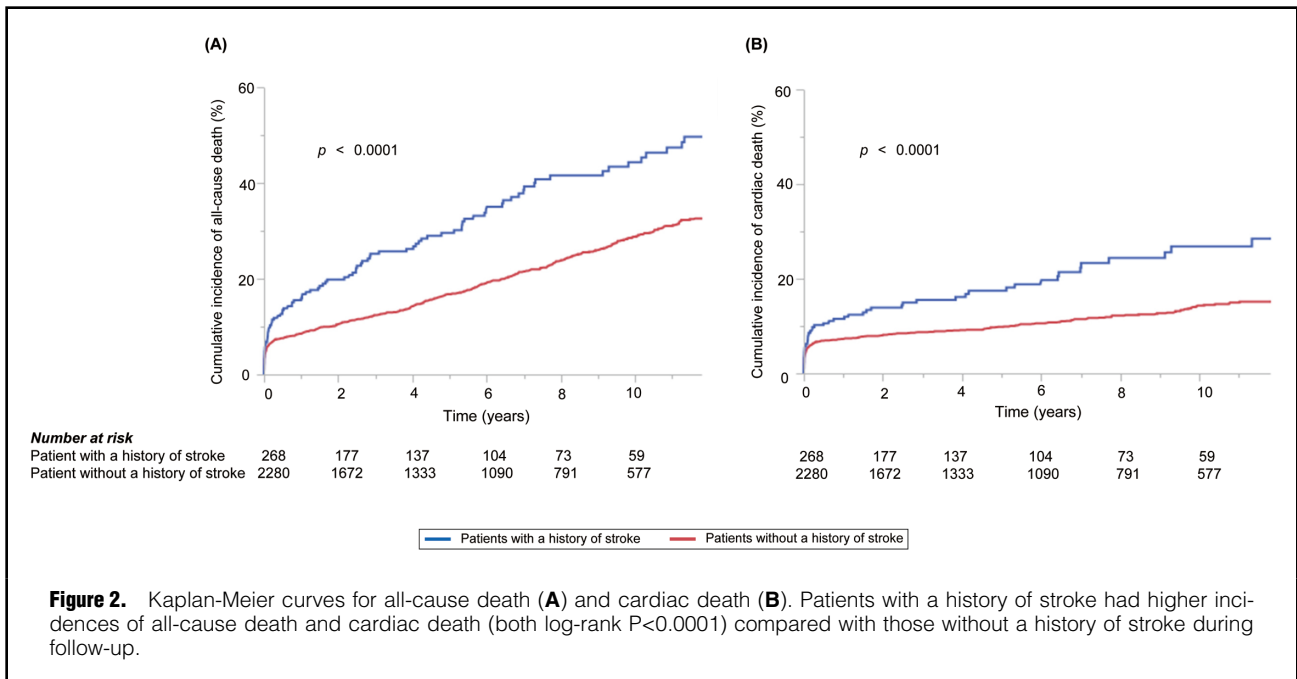 (A)
(B)
Cumulative incidence of all-cause death (%)
60
40
20
0
p < 0.0001
0 2 4 6 8 10
Time (years)
Cumulative incidence of cardiac death (%)
60
40
20
0
p < 0.0001
0 2 4 6 8 10
Time (years)
Number at risk
Patient with a history of stroke 268 177 137 104 73 59 268 177 137 104 73 59
Patient without a history of stroke 2280 1672 1333 1090 791 577 2280 1672 1333 1090 791 577
Patients with a history of stroke Patients without a history of stroke
Figure 2. Kaplan-Meier curves for all-cause death (A) and cardiac death (B). Patients with a history of stroke had higher inci-
dences of all-cause death and cardiac death (both log-rank P<0.0001) compared with those without a history of stroke during
follow-up.